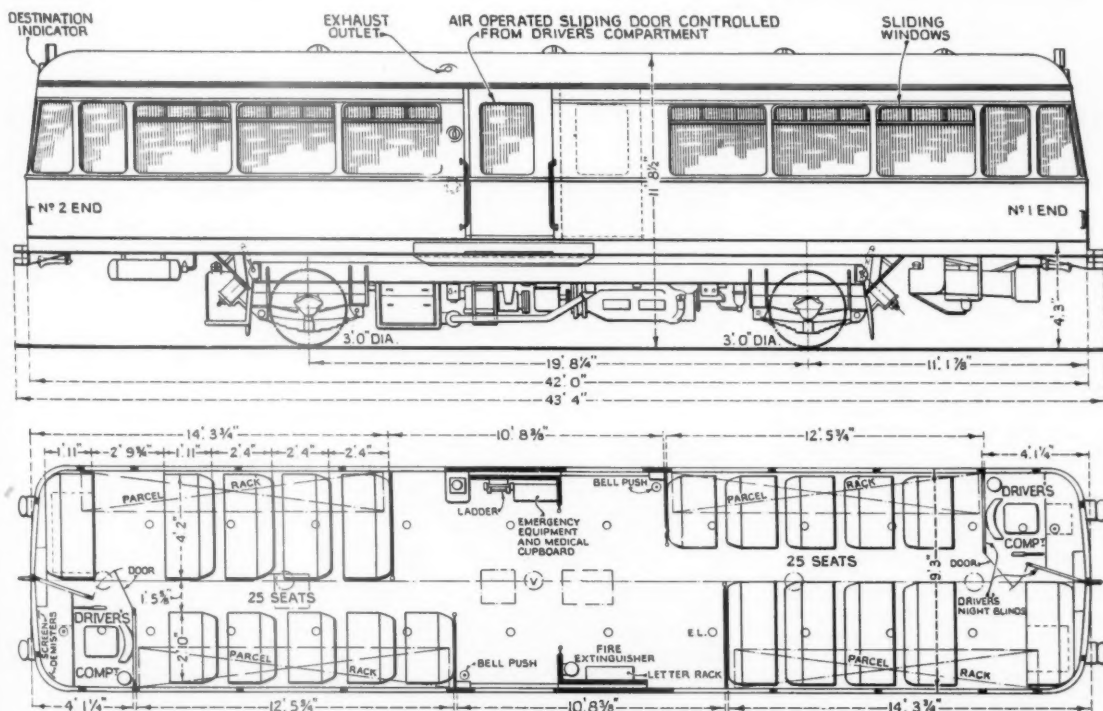 DESTINATION
INDICATOR
EXHAUST
OUTLET
AIR OPERATED SLIDING DOOR CONTROLLED
FROM DRIVERS COMPARTMENT
SLIDING
WINDOWS
11'. 8½"
Nº 2 END
Nº 1 END
4'. 3"
3'. 0" DIA.
3'. 0" DIA.
19'. 8¼"
11'. 1⅞"
42'. 0"
43'. 4"
14'. 3¾"
10'. 8⅜"
12'. 5¾"
4'. 1¼"
1'. 11"
2'. 9¾"
1'. 11"
2'. 4"
2'. 4"
2'. 4"
PARCEL RACK
4'. 2"
LADDER
EMERGENCY
EQUIPMENT
AND MEDICAL
CUPBOARD
BELL PUSH
PARCEL RACK
DRIVER'S
COMPT.
DOOR
1'. 5⅝"
25 SEATS
V
25 SEATS
9'. 3"
DOOR
DRIVERS
NIGHT BLINDS
SCREEN
DEMISTERS
DRIVER'S
COMPT.
2'. 10"
PARCEL RACK
BELL PUSH
E.L.
FIRE
EXTINGUISHER
LETTER RACK
PARCEL RACK
4'. 1¼"
12'. 5¾"
10'. 8⅜"
14'. 3¾"